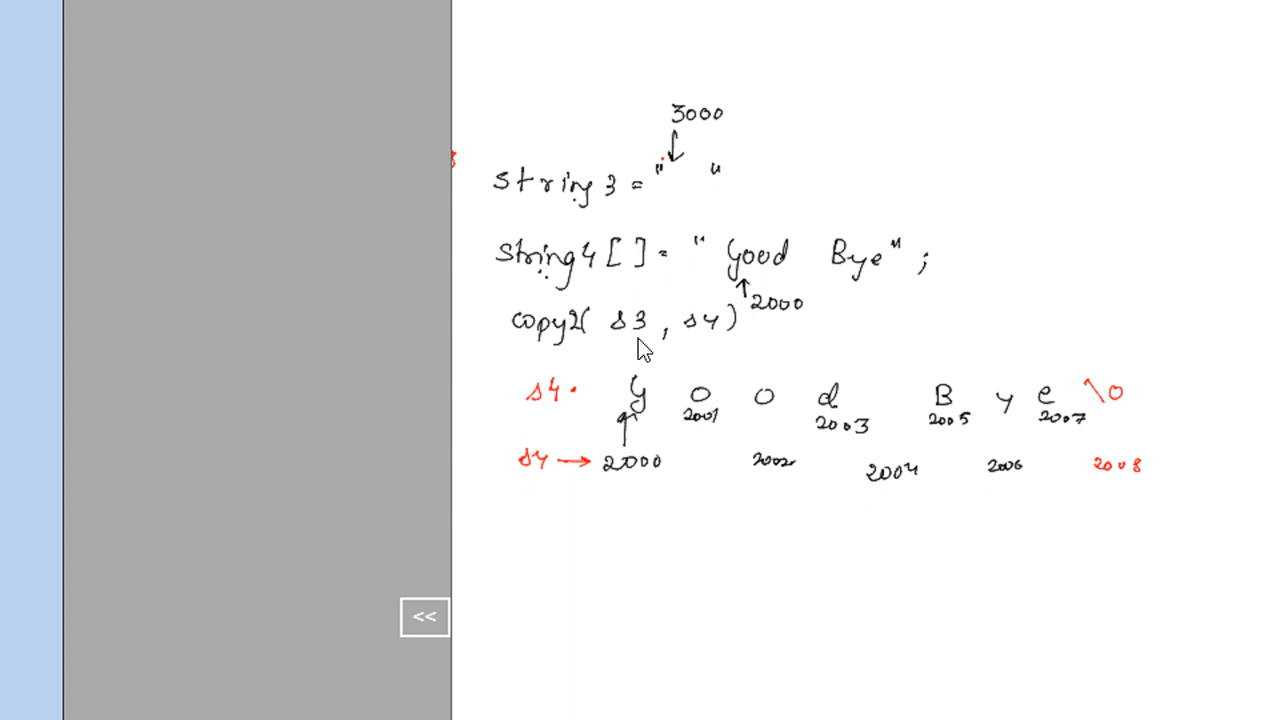 3000
string3 = " "
string4[] = "Good Bye";
2000
copy2( s3, s4)
s4. G o o d B y e \0
2001 2003 2005 2007
s4 → 2000 2002 2004 2006 2008
<<